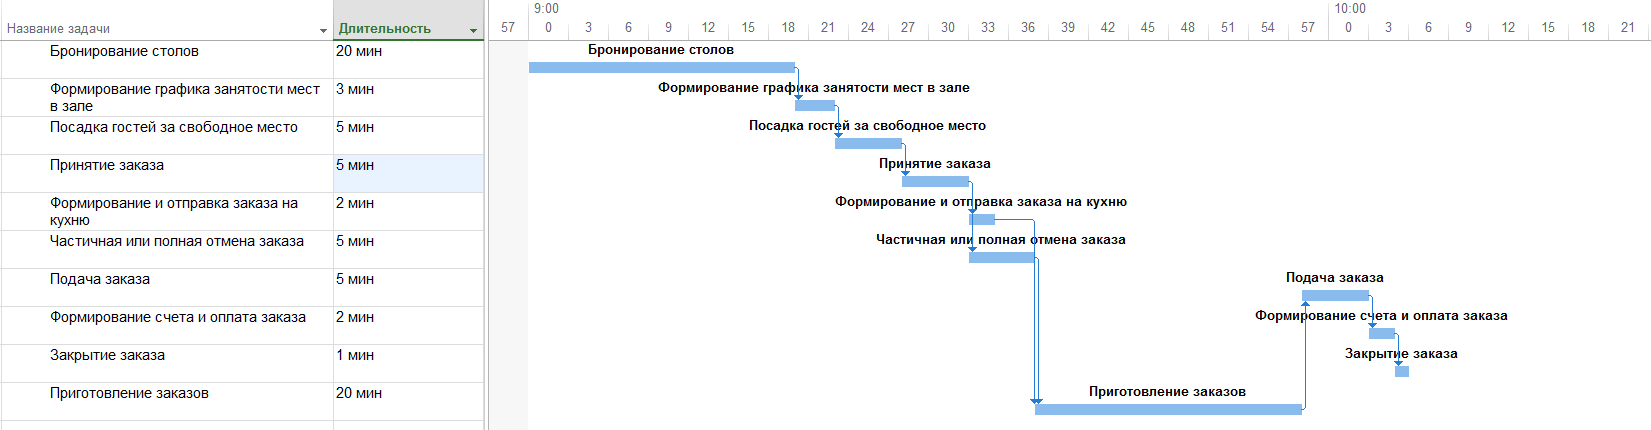 9:00 10:00
Название задачи Длительность 57 0 3 6 9 12 15 18 21 24 27 30 33 36 39 42 45 48 51 54 57 0 3 6 9 12 15 18 21
Бронирование столов 20 мин Бронирование столов
Формирование графика занятости мест
в зале
3 мин Формирование графика занятости мест в зале
Посадка гостей за свободное место 5 мин Посадка гостей за свободное место
Принятие заказа 5 мин Принятие заказа
Формирование и отправка заказа на
кухню
2 мин Формирование и отправка заказа на кухню
Частичная или полная отмена заказа 5 мин Частичная или полная отмена заказа
Подача заказа 5 мин Подача заказа
Формирование счета и оплата заказа 2 мин Формирование счета и оплата заказа
Закрытие заказа 1 мин Закрытие заказа
Приготовление заказов 20 мин Приготовление заказов